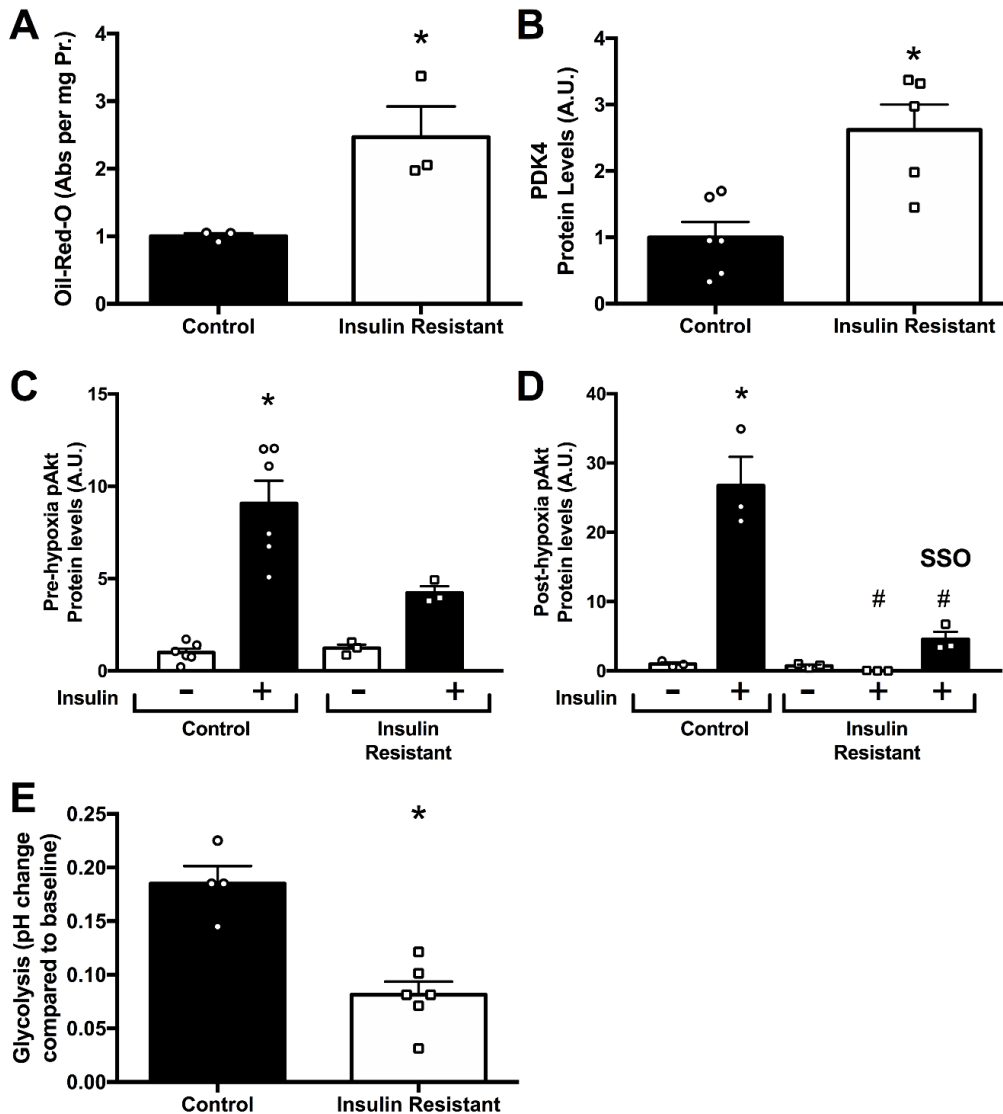 A
Oil-Red-O (Abs per mg Pr.)
4
3
2
1
0
*
Control
Insulin Resistant
B
PDK4
Protein Levels (A.U.)
4
3
2
1
0
*
Control
Insulin Resistant
C
Pre-hypoxia pAkt
Protein levels (A.U.)
15
10
5
0
*
Insulin
− + − +
Control
Insulin
Resistant
D
Post-hypoxia pAkt
Protein levels (A.U.)
40
30
20
10
0
*
SSO
# #
Insulin
− + − + +
Control
Insulin
Resistant
E
Glycolysis (pH change
compared to baseline)
0.25
0.20
0.15
0.10
0.05
0.00
*
Control
Insulin Resistant